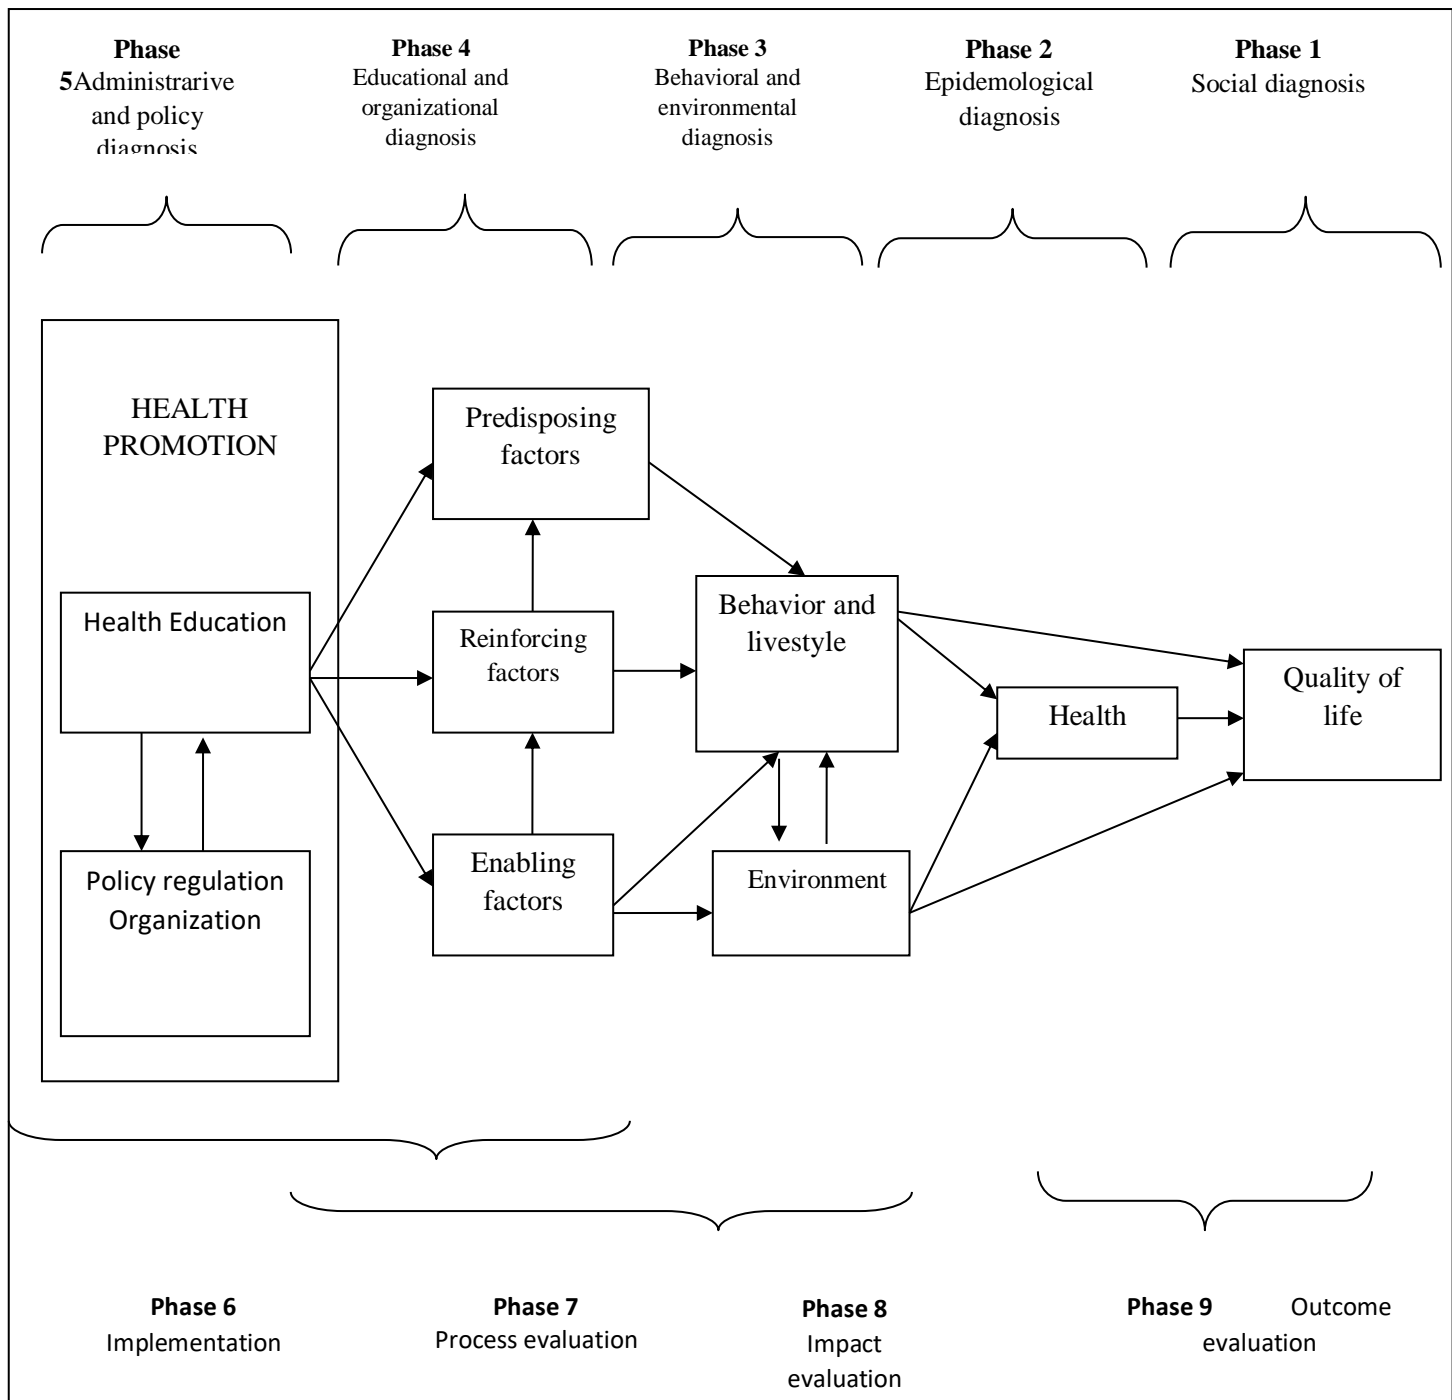 Phase
5Administrarive
and policy
diagnosis
Phase 4
Educational and
organizational
diagnosis
Phase 3
Behavioral and
environmental
diagnosis
Phase 2
Epidemological
diagnosis
Phase 1
Social diagnosis
HEALTH
PROMOTION
Health Education
Policy regulation
Organization
Predisposing
factors
Reinforcing
factors
Enabling
factors
Behavior and
livestyle
Environment
Health
Quality of
life
Phase 6
Implementation
Phase 7
Process evaluation
Phase 8
Impact
evaluation
Phase 9 Outcome
evaluation